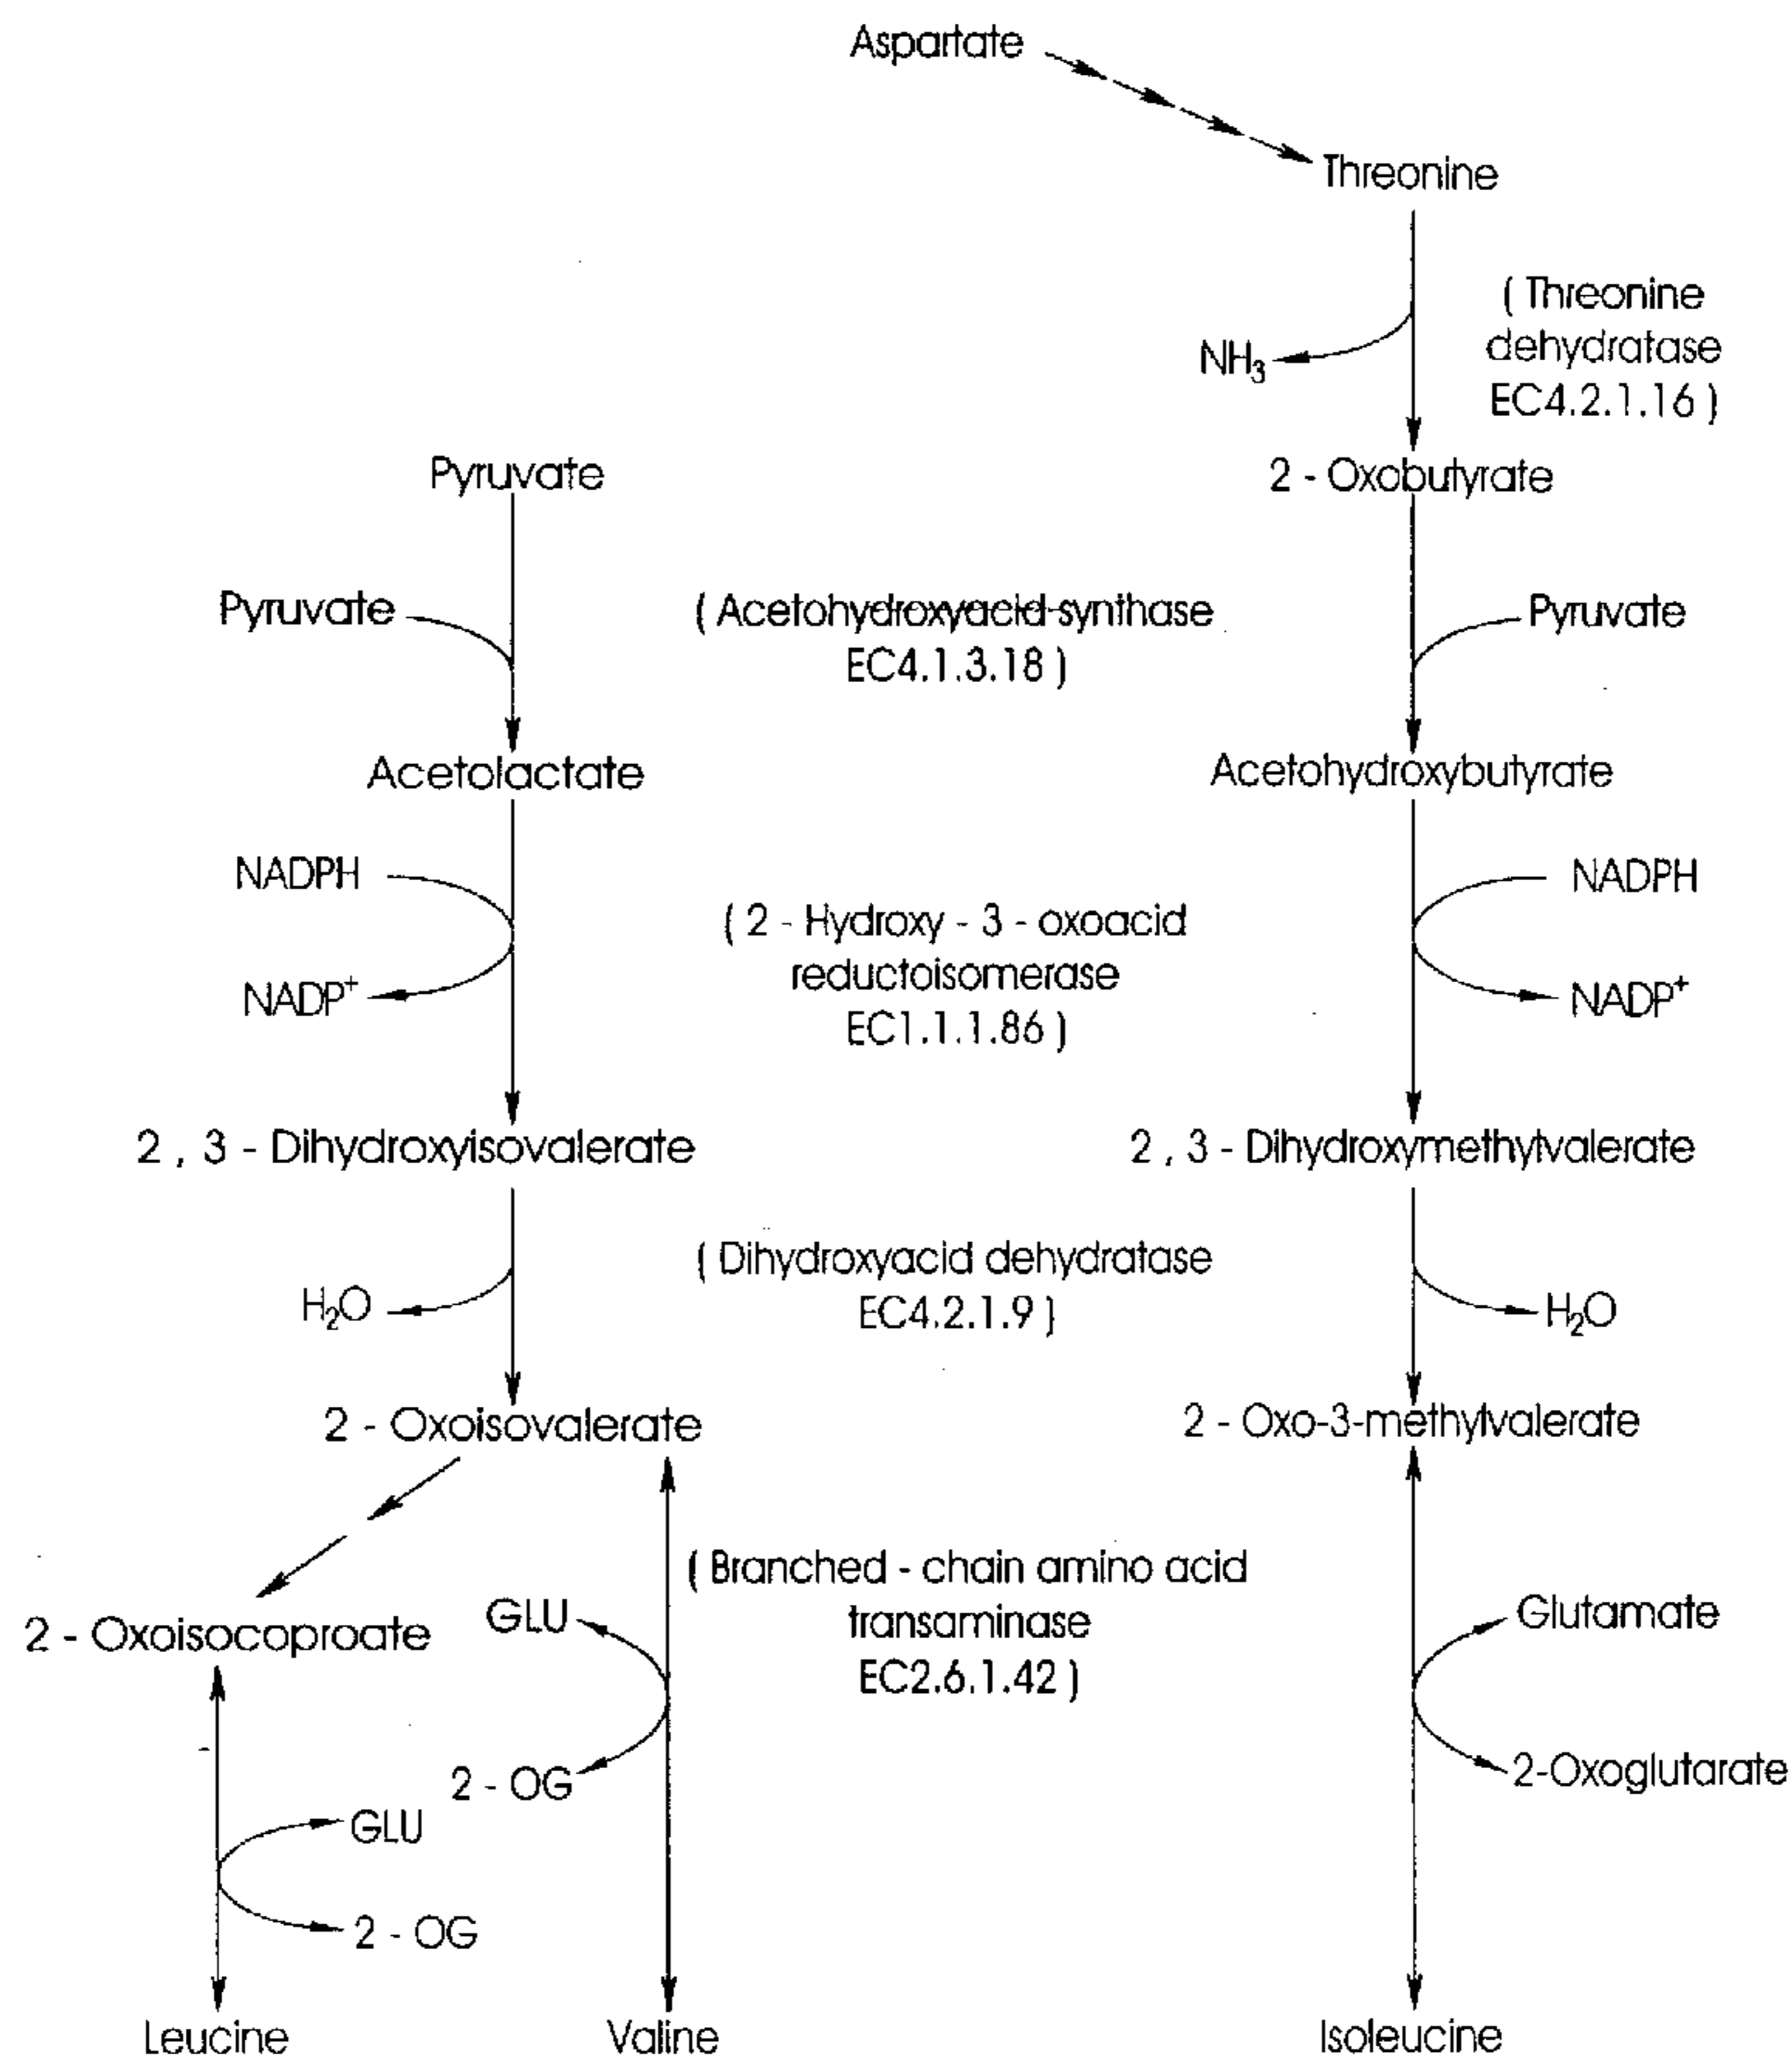 Aspartate
Threonine
( Threonine
dehydratase
EC4.2.1.16 )
NH3
Pyruvate
2 - Oxobutyrate
Pyruvate
( Acetohydroxyacid synthase
EC4.1.3.18 )
Pyruvate
Acetolactate
Acetohydroxybutyrate
NADPH
NADPH
( 2 - Hydroxy - 3 - oxoacid
reductoisomerase
EC1.1.1.86 )
NADP+
NADP+
2 , 3 - Dihydroxyisovalerate
2 , 3 - Dihydroxymethylvalerate
( Dihydroxyacid dehydratase
EC4.2.1.9 )
H2O
H2O
2 - Oxoisovalerate
2 - Oxo-3-methylvalerate
( Branched - chain amino acid
transaminase
EC2.6.1.42 )
2 - Oxoisocoproate
GLU
Glutamate
2 - OG
2-Oxoglutarate
GLU
2 - OG
Leucine
Valine
Isoleucine